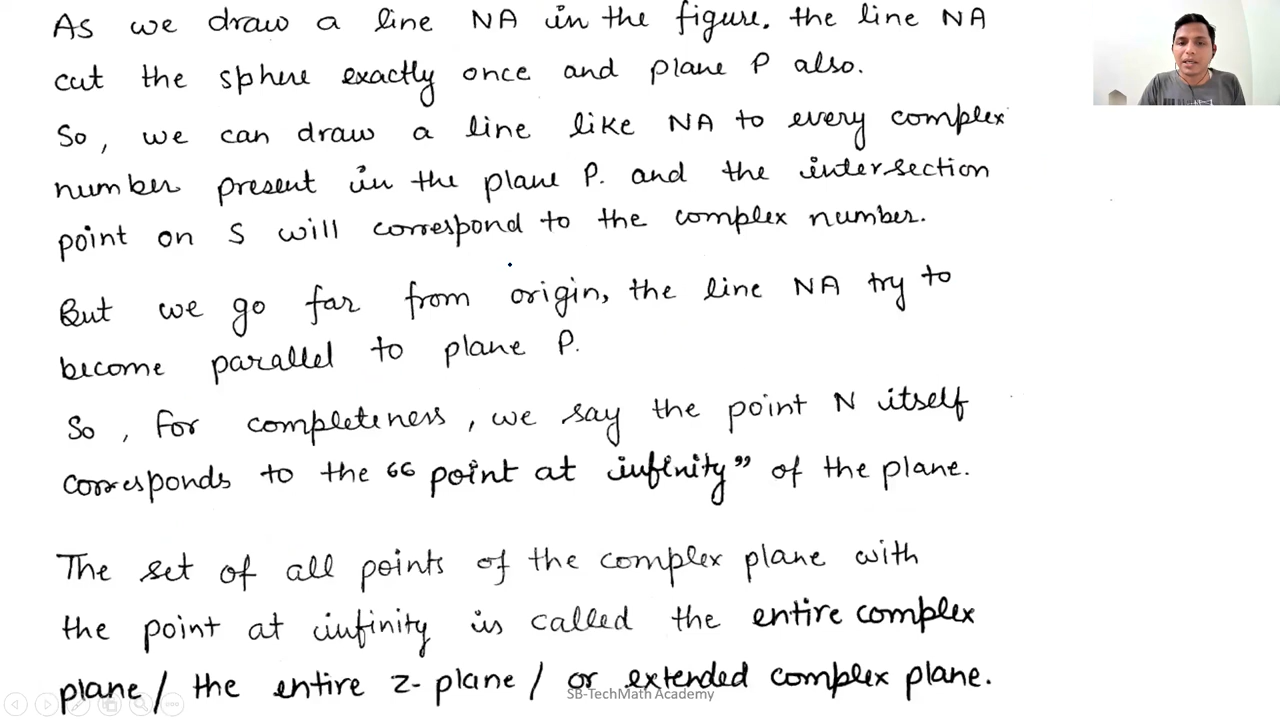 As we draw a line NA in the figure. the line NA
cut the sphere exactly once and plane P also.
So, we can draw a line like NA to every complex
number present in the plane P. and the intersection
point on S will correspond to the complex number.
But we go far from origin, the line NA try to
become parallel to plane P.
So, for completeness, we say the point N itself
corresponds to the “ point at infinity” of the plane.
The set of all points of the complex plane with
the point at infinity is called the entire complex
plane/ the entire z-plane/ or extended complex plane.
SB-TechMath Academy